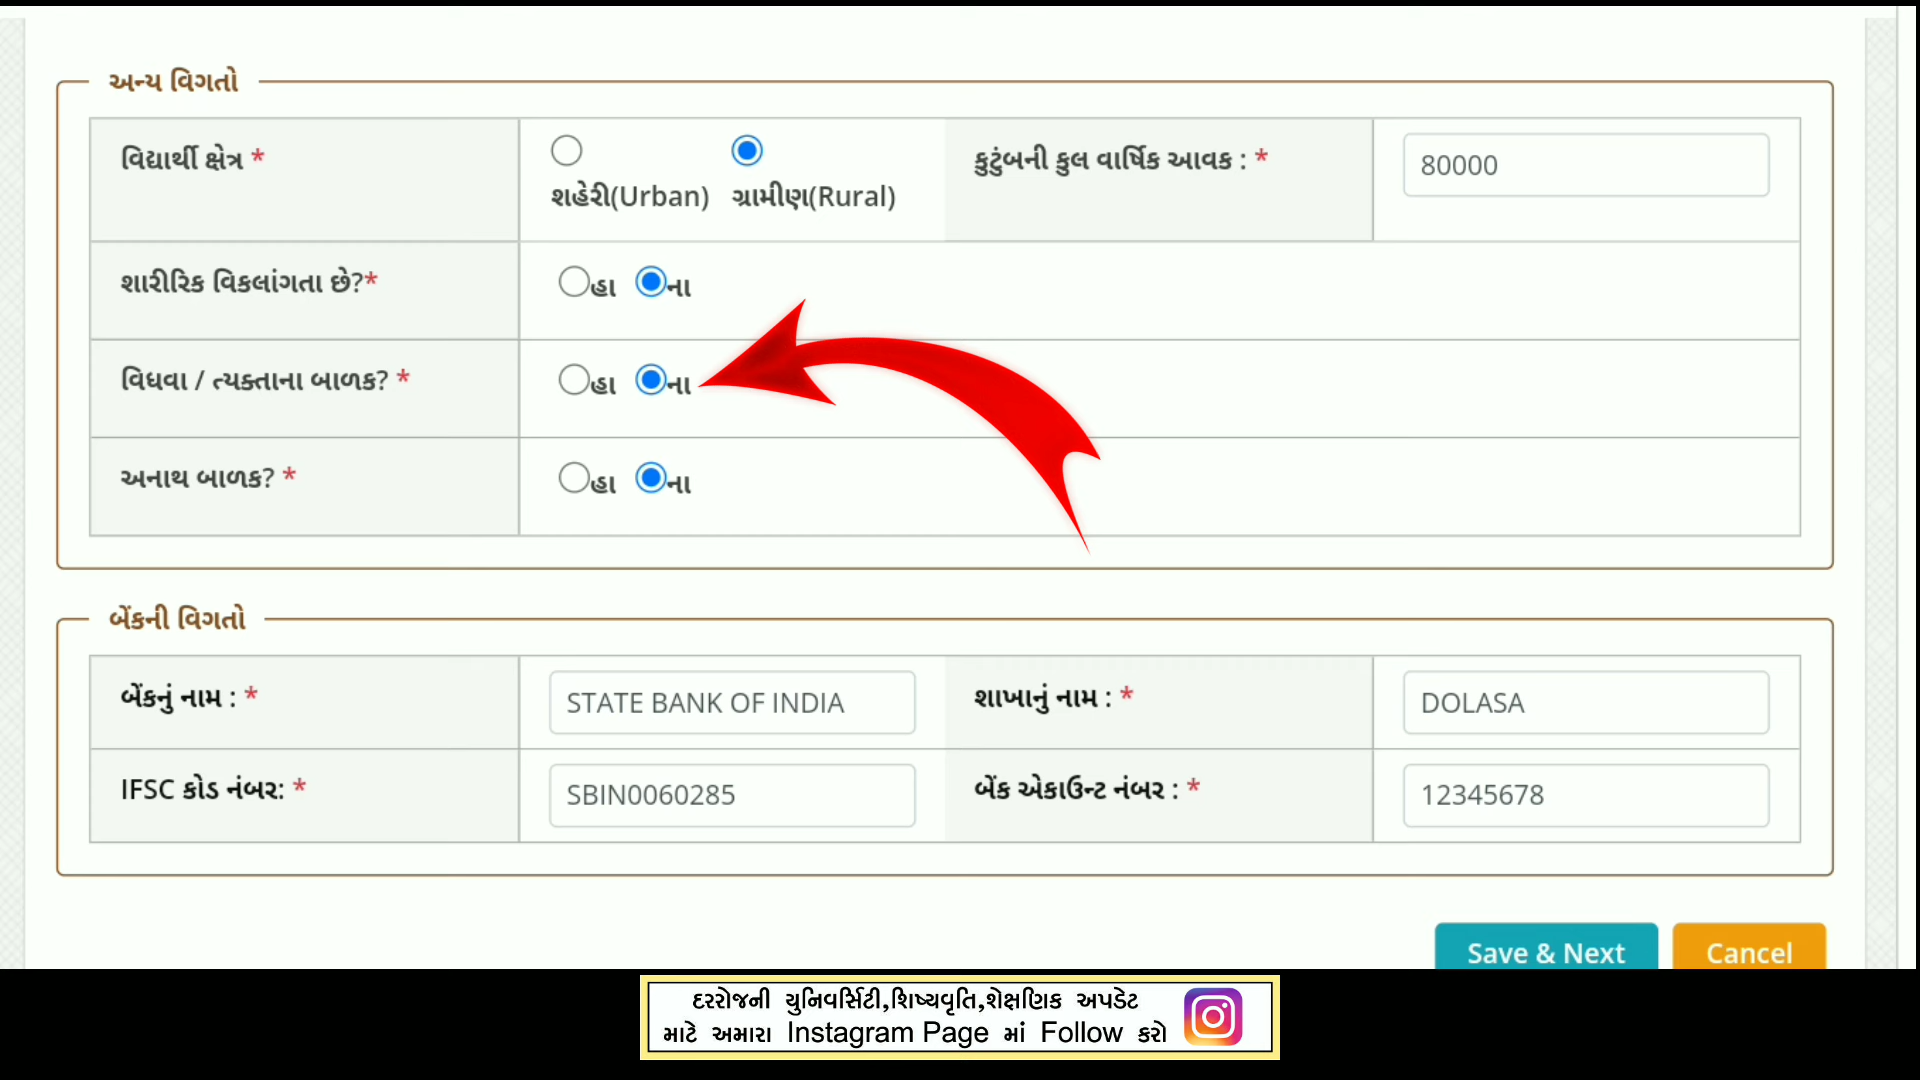 અન્ય વિગતો
વિદ્યાર્થી ક્ષેત્ર *
શહેરી(Urban) ગ્રામીણ(Rural)
કુટુંબની કુલ વાર્ષિક આવક : * 80000
શારીરિક વિકલાંગતા છે?* હા ના
વિધવા / ત્યક્તાના બાળક? * હા ના
અનાથ બાળક? * હા ના
બેંકની વિગતો
બેંકનું નામ : * STATE BANK OF INDIA શાખાનું નામ : * DOLASA
IFSC કોડ નંબર: * SBIN0060285 બેંક એકાઉન્ટ નંબર : * 12345678
Save & Next Cancel
દરરોજની યુનિવર્સિટી,શિષ્યવૃતિ,શેક્ષણિક અપડેટ
માટે અમારા Instagram Page માં Follow કરો